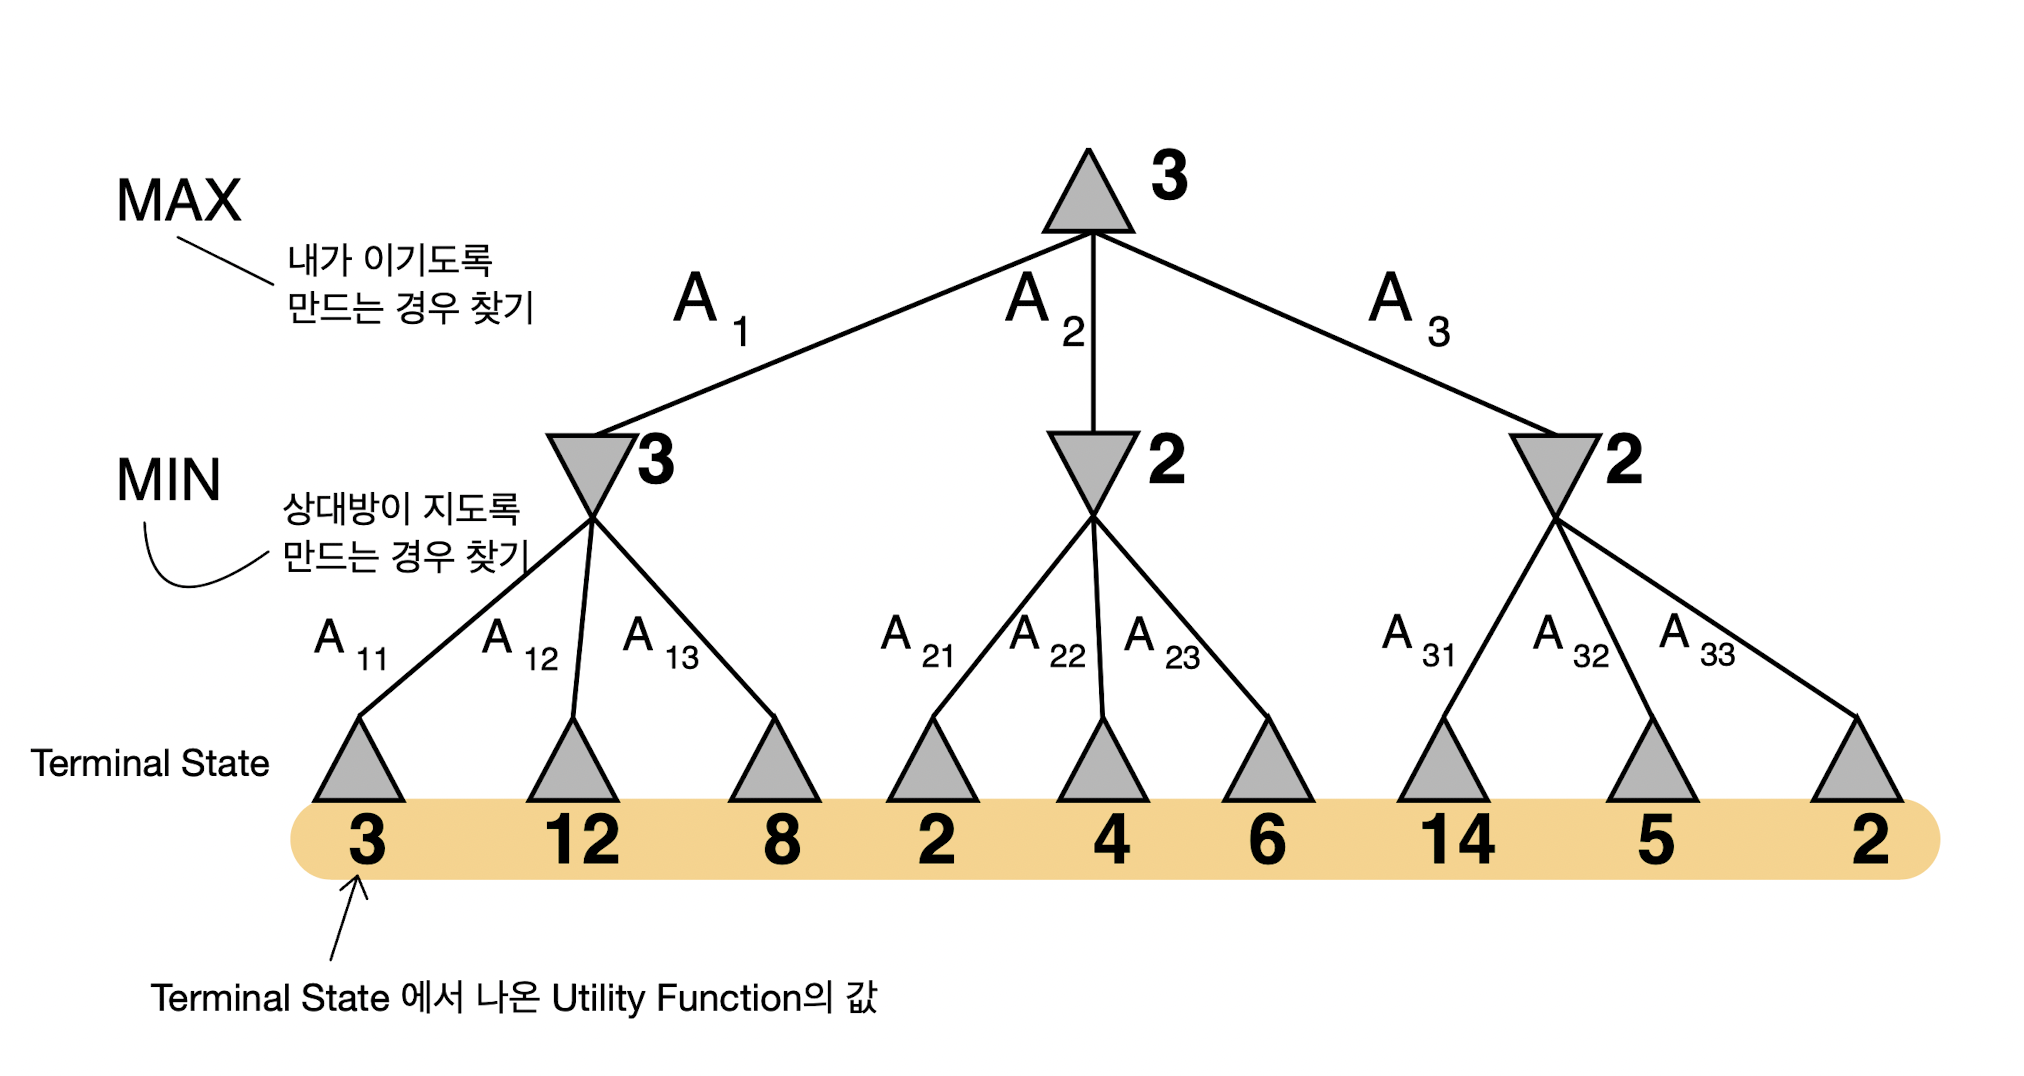 3
MAX
내가 이기도록
만드는 경우 찾기
A 1
A 2
A 3
MIN
상대방이 지도록
만드는 경우 찾기
3
2
2
A 11
A 12
A 13
A 21
A 22
A 23
A 31
A 32
A 33
Terminal State
3 12 8 2 4 6 14 5 2
Terminal State 에서 나온 Utility Function의 값